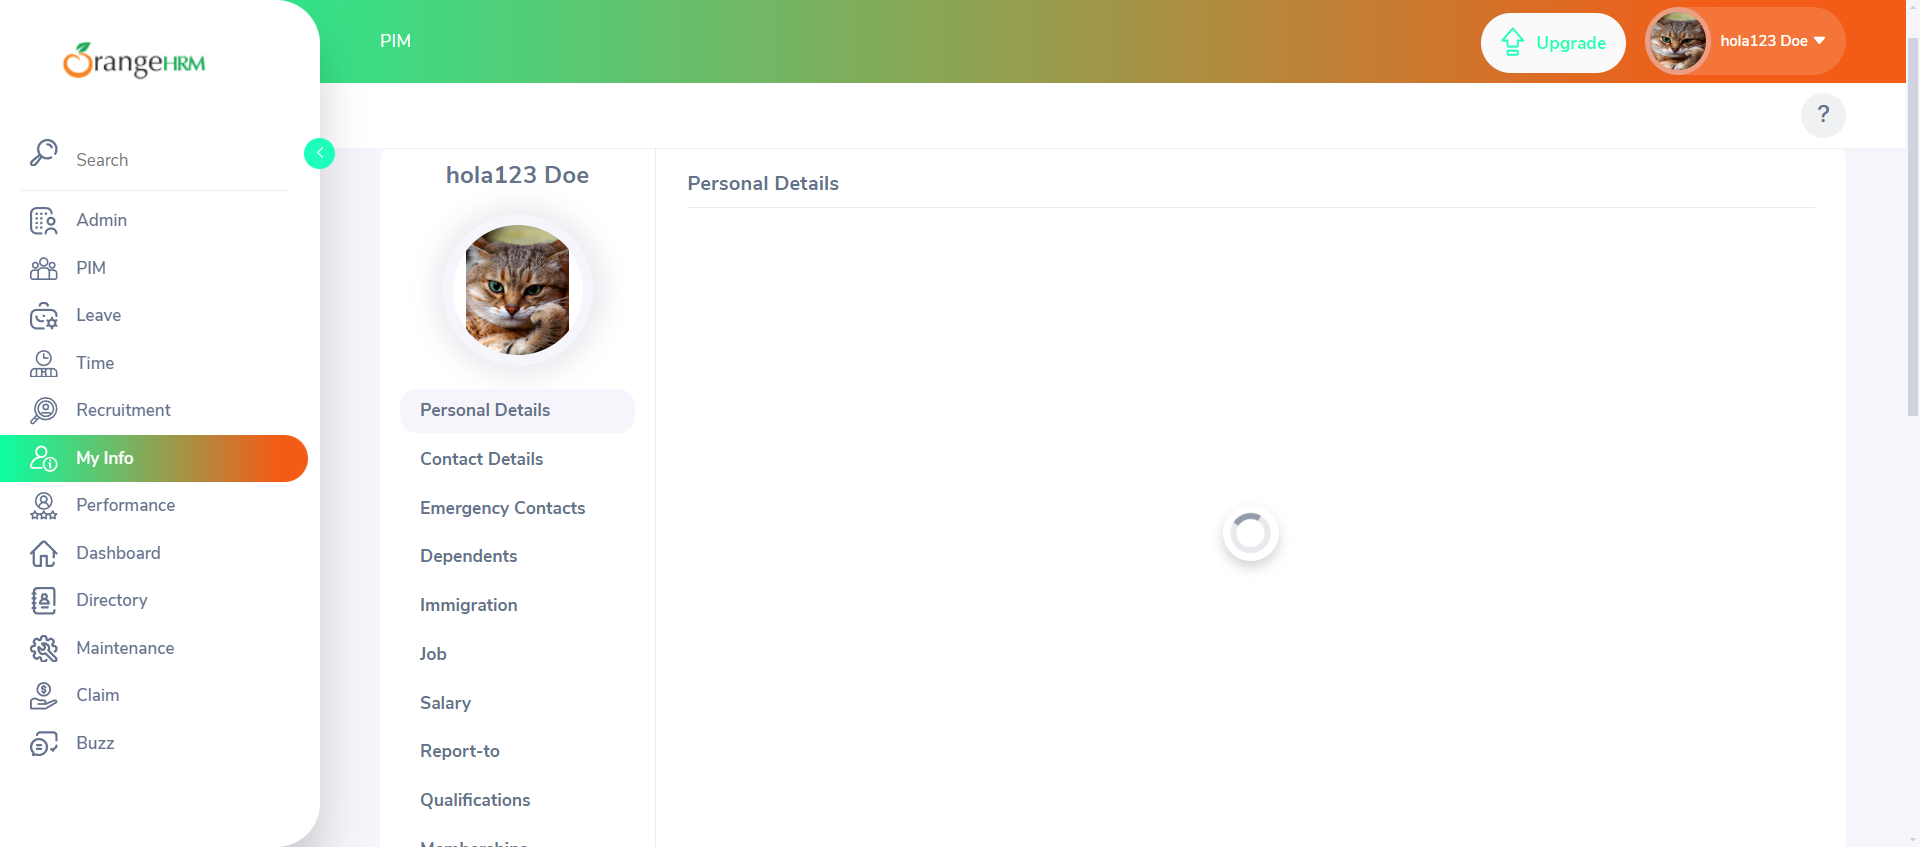 OrangeHRM
Search
Admin
PIM
Leave
Time
Recruitment
My Info
Performance
Dashboard
Directory
Maintenance
Claim
Buzz
PIM
Upgrade
hola123 Doe
?
hola123 Doe
Personal Details
Contact Details
Emergency Contacts
Dependents
Immigration
Job
Salary
Report-to
Qualifications
Personal Details